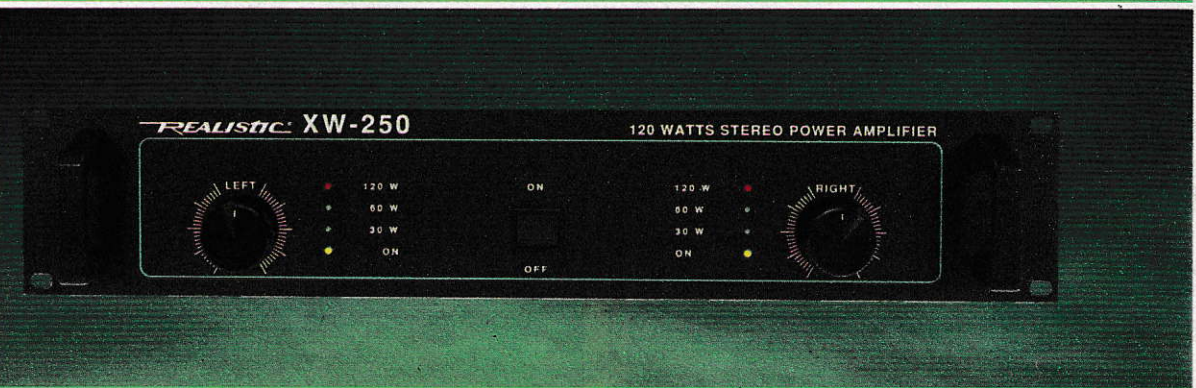 REALISTIC XW-250
120 WATTS STEREO POWER AMPLIFIER
LEFT
120 W
60 W
30 W
ON
ON
OFF
120 W
60 W
30 W
ON
RIGHT